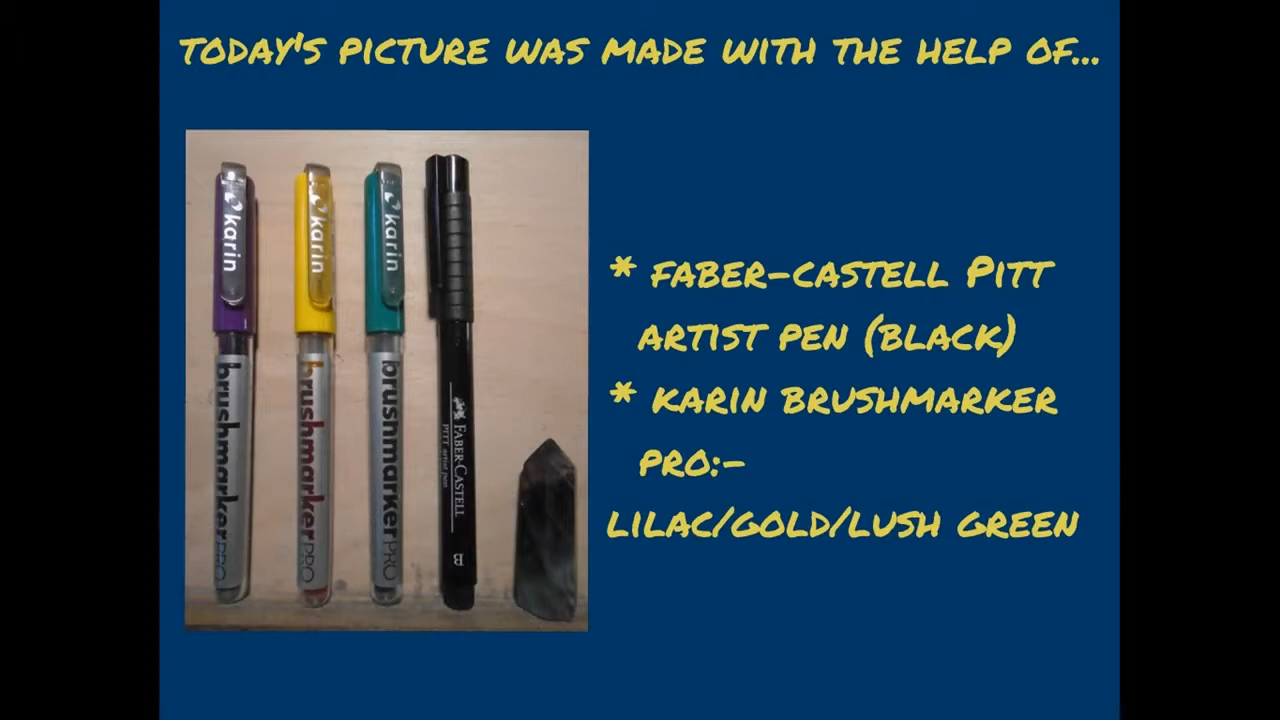 TODAY'S PICTURE WAS MADE WITH THE HELP OF...
karin
karin
karin
brushmarker PRO
brushmarker PRO
brushmarker PRO
FABER-CASTELL
PITT artist pen
B
* FABER-CASTELL PITT
ARTIST PEN (BLACK)
* KARIN BRUSHMARKER
PRO:-
LILAC/GOLD/LUSH GREEN